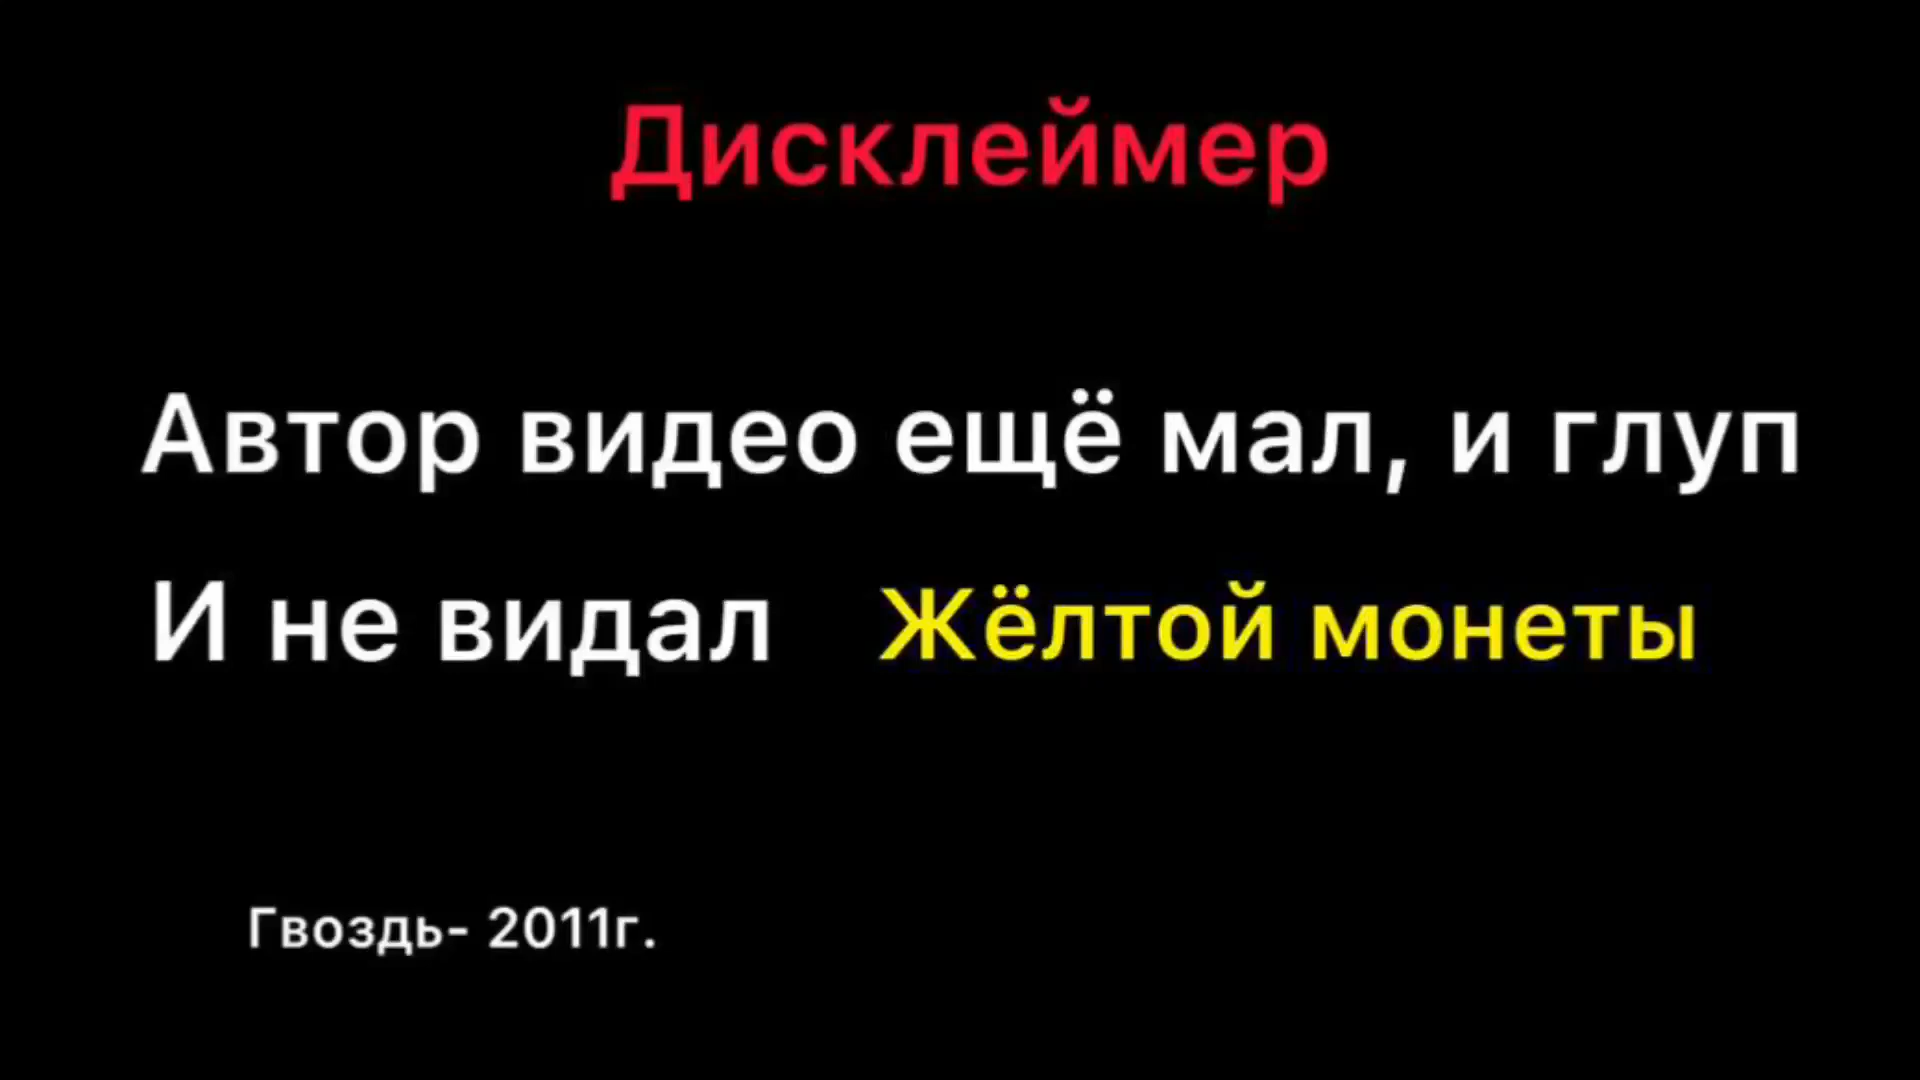 Дисклеймер
Автор видео ещё мал, и глуп
И не видал Жёлтой монеты
Гвоздь- 2011г.